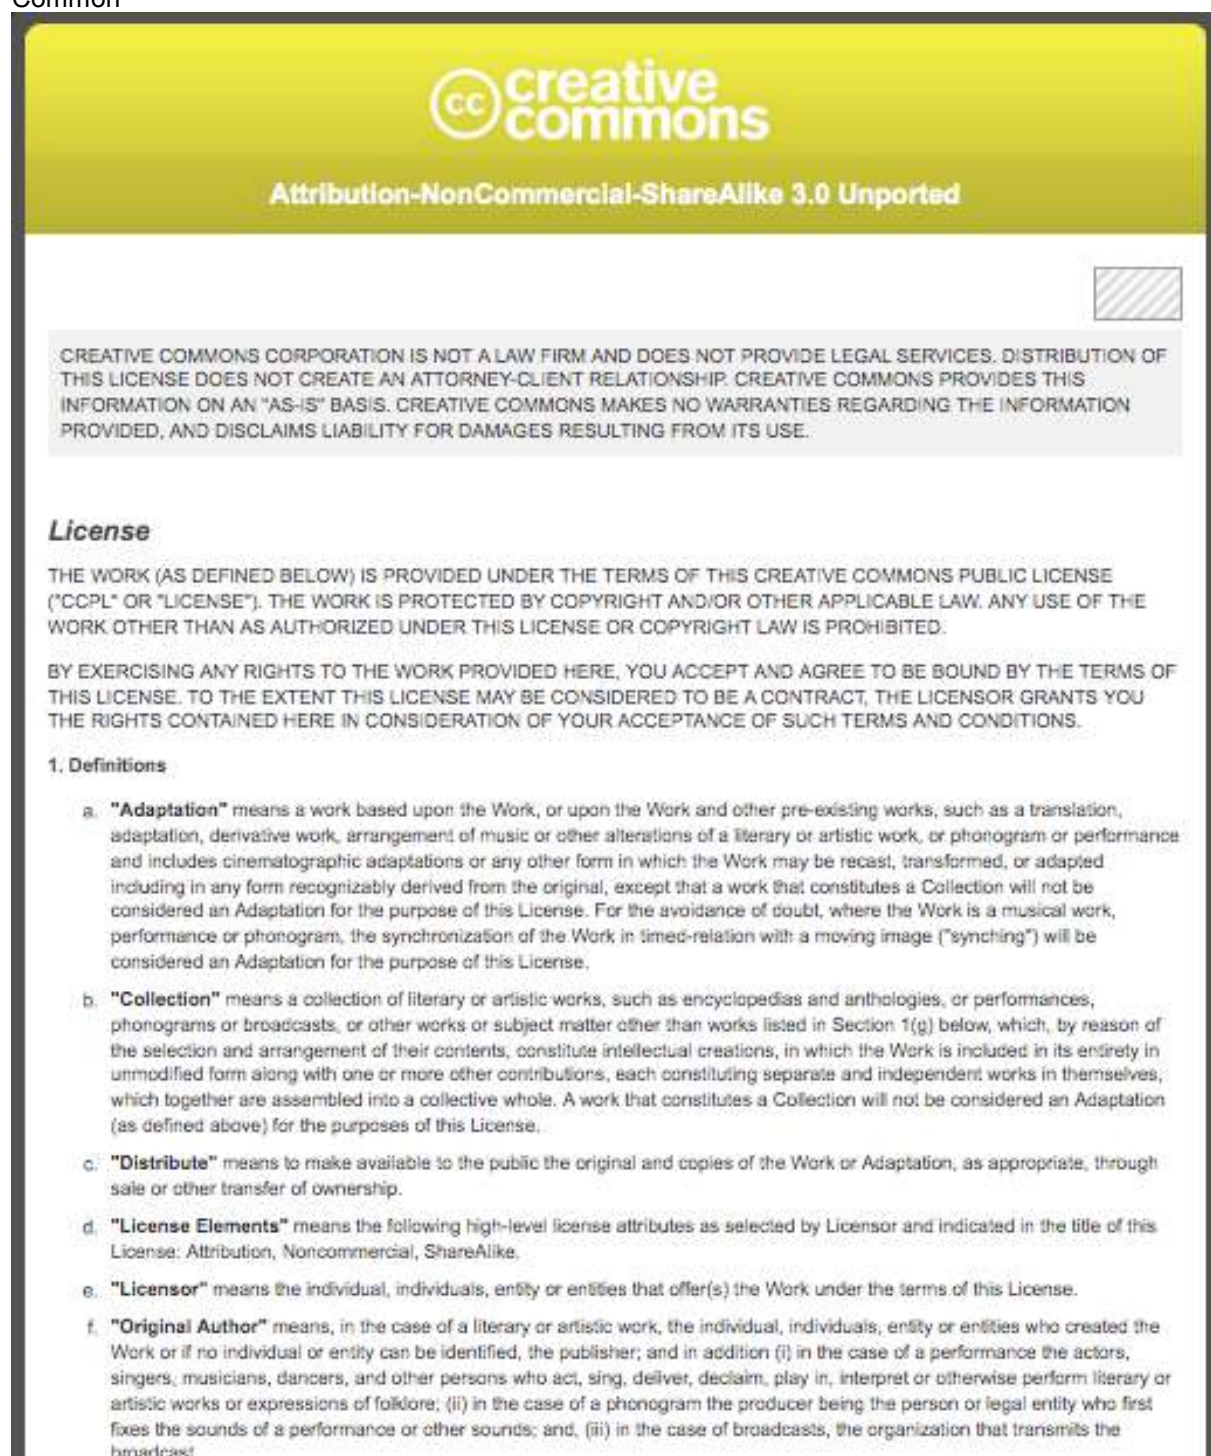 Common
cc creative
commons
Attribution-NonCommercial-ShareAlike 3.0 Unported
CREATIVE COMMONS CORPORATION IS NOT A LAW FIRM AND DOES NOT PROVIDE LEGAL SERVICES. DISTRIBUTION OF
THIS LICENSE DOES NOT CREATE AN ATTORNEY-CLIENT RELATIONSHIP. CREATIVE COMMONS PROVIDES THIS
INFORMATION ON AN "AS-IS" BASIS. CREATIVE COMMONS MAKES NO WARRANTIES REGARDING THE INFORMATION
PROVIDED, AND DISCLAIMS LIABILITY FOR DAMAGES RESULTING FROM ITS USE.
License
THE WORK (AS DEFINED BELOW) IS PROVIDED UNDER THE TERMS OF THIS CREATIVE COMMONS PUBLIC LICENSE
("CCPL" OR "LICENSE"). THE WORK IS PROTECTED BY COPYRIGHT AND/OR OTHER APPLICABLE LAW. ANY USE OF THE
WORK OTHER THAN AS AUTHORIZED UNDER THIS LICENSE OR COPYRIGHT LAW IS PROHIBITED.
BY EXERCISING ANY RIGHTS TO THE WORK PROVIDED HERE, YOU ACCEPT AND AGREE TO BE BOUND BY THE TERMS OF
THIS LICENSE. TO THE EXTENT THIS LICENSE MAY BE CONSIDERED TO BE A CONTRACT, THE LICENSOR GRANTS YOU
THE RIGHTS CONTAINED HERE IN CONSIDERATION OF YOUR ACCEPTANCE OF SUCH TERMS AND CONDITIONS.
1. Definitions
a. "Adaptation" means a work based upon the Work, or upon the Work and other pre-existing works, such as a translation,
adaptation, derivative work, arrangement of music or other alterations of a literary or artistic work, or phonogram or performance
and includes cinematographic adaptations or any other form in which the Work may be recast, transformed, or adapted
including in any form recognizably derived from the original, except that a work that constitutes a Collection will not be
considered an Adaptation for the purpose of this License. For the avoidance of doubt, where the Work is a musical work,
performance or phonogram, the synchronization of the Work in timed-relation with a moving image ("synching") will be
considered an Adaptation for the purpose of this License.
b. "Collection" means a collection of literary or artistic works, such as encyclopedias and anthologies, or performances,
phonograms or broadcasts, or other works or subject matter other than works listed in Section 1(g) below, which, by reason of
the selection and arrangement of their contents, constitute intellectual creations, in which the Work is included in its entirety in
unmodified form along with one or more other contributions, each constituting separate and independent works in themselves,
which together are assembled into a collective whole. A work that constitutes a Collection will not be considered an Adaptation
(as defined above) for the purposes of this License.
c. "Distribute" means to make available to the public the original and copies of the Work or Adaptation, as appropriate, through
sale or other transfer of ownership.
d. "License Elements" means the following high-level license attributes as selected by Licensor and indicated in the title of this
License: Attribution, Noncommercial, ShareAlike.
e. "Licensor" means the individual, individuals, entity or entities that offer(s) the Work under the terms of this License.
f. "Original Author" means, in the case of a literary or artistic work, the individual, individuals, entity or entities who created the
Work or if no individual or entity can be identified, the publisher; and in addition (i) in the case of a performance the actors,
singers, musicians, dancers, and other persons who act, sing, deliver, declaim, play in, interpret or otherwise perform literary or
artistic works or expressions of folklore; (ii) in the case of a phonogram the producer being the person or legal entity who first
fixes the sounds of a performance or other sounds; and, (iii) in the case of broadcasts, the organization that transmits the
broadcast